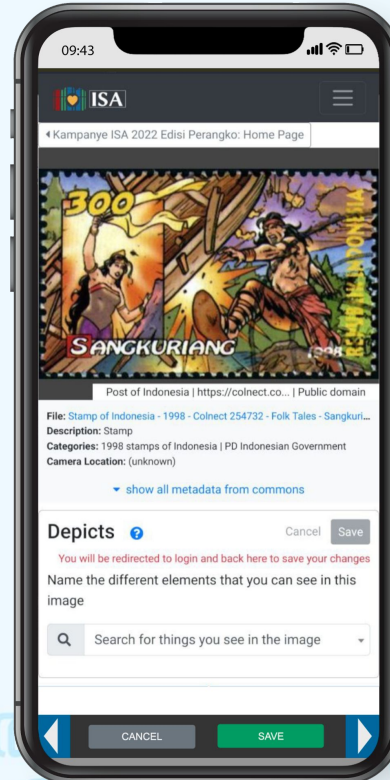 09:43
ISA
Kampanye ISA 2022 Edisi Perangko: Home Page
300
SANGKURIANG
1998
REPUBLIK INDONESIA
Post of Indonesia | https://colnect.co... | Public domain
File: Stamp of Indonesia - 1998 - Colnect 254732 - Folk Tales - Sangkuri...
Description: Stamp
Categories: 1998 stamps of Indonesia | PD Indonesian Government
Camera Location: (unknown)
show all metadata from commons
Depicts
Cancel Save
You will be redirected to login and back here to save your changes
Name the different elements that you can see in this
image
Search for things you see in the image
CANCEL SAVE